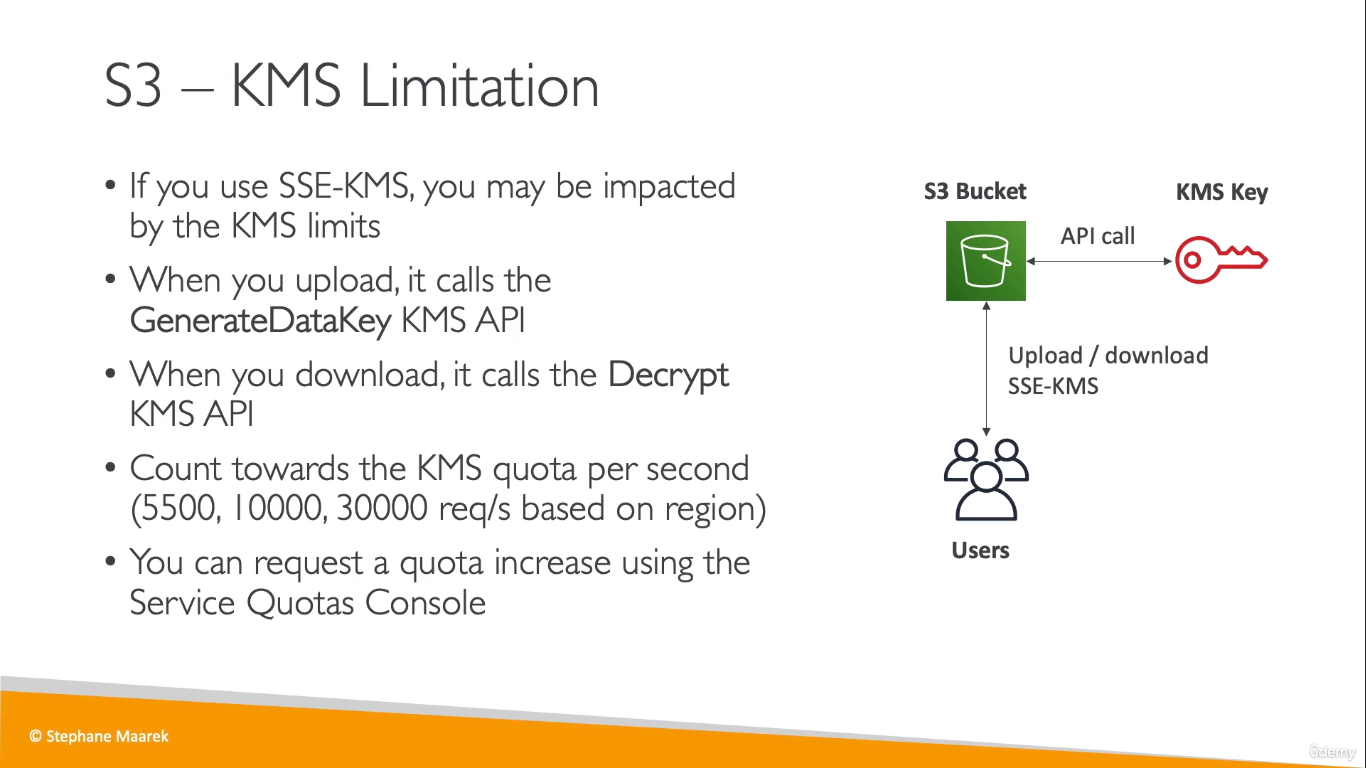 S3 – KMS Limitation
• If you use SSE-KMS, you may be impacted
by the KMS limits
• When you upload, it calls the
GenerateDataKey KMS API
• When you download, it calls the Decrypt
KMS API
• Count towards the KMS quota per second
(5500, 10000, 30000 req/s based on region)
• You can request a quota increase using the
Service Quotas Console
S3 Bucket
KMS Key
API call
Upload / download
SSE-KMS
Users
© Stephane Maarek
ûdemy